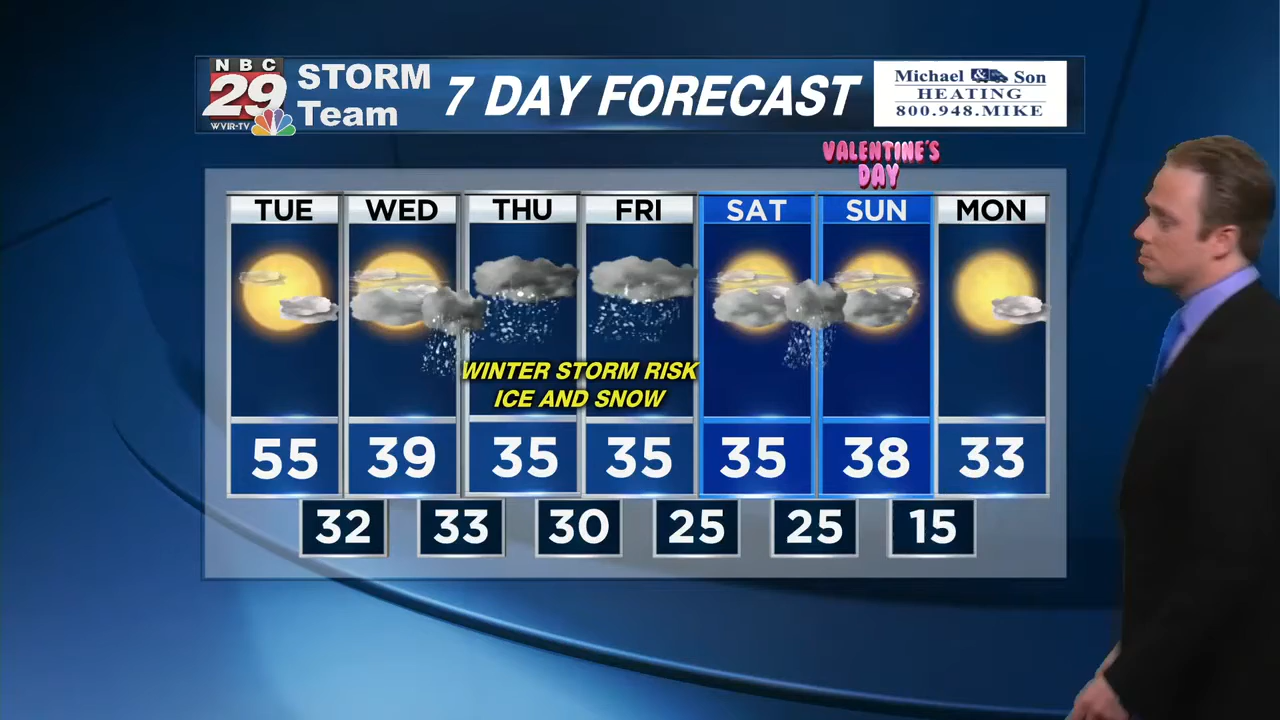 NBC
29
WVIR-TV
STORM
Team
7 DAY FORECAST
Michael & Son
HEATING
800.948.MIKE
VALENTINE'S
DAY
TUE WED THU FRI SAT SUN MON
WINTER STORM RISK
ICE AND SNOW
55 39 35 35 35 38 33
32 33 30 25 25 15